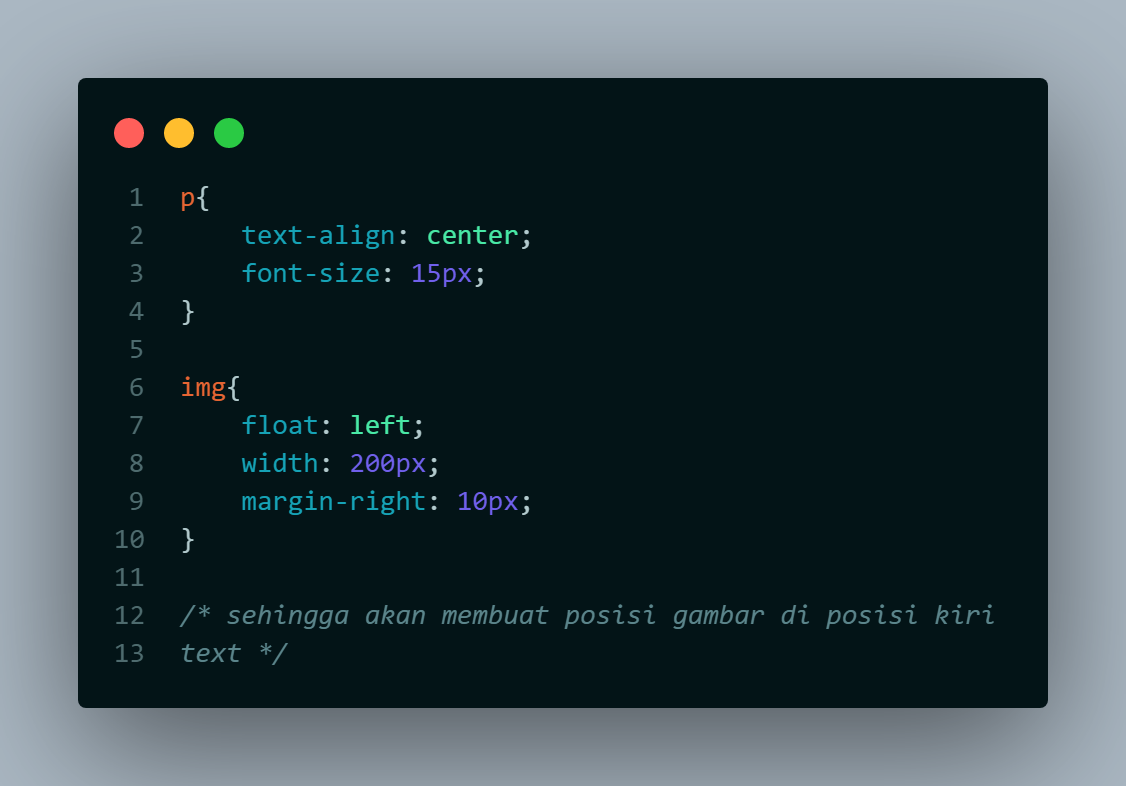 1 p{
2     text-align: center;
3     font-size: 15px;
4 }
5
6 img{
7     float: left;
8     width: 200px;
9     margin-right: 10px;
10 }
11
12 /* sehingga akan membuat posisi gambar di posisi kiri
13 text */